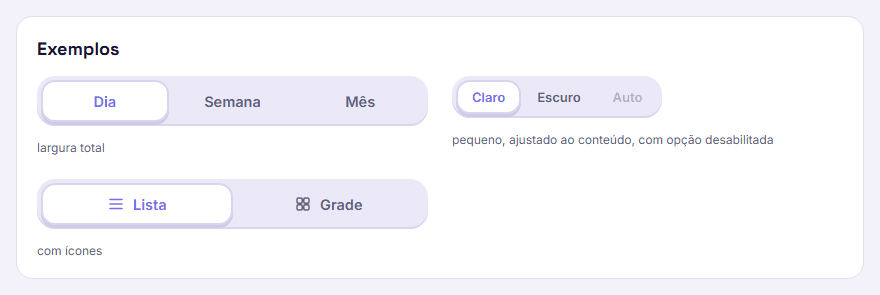 Exemplos
Dia Semana Mês
largura total
Claro Escuro Auto
pequeno, ajustado ao conteúdo, com opção desabilitada
Lista Grade
com ícones